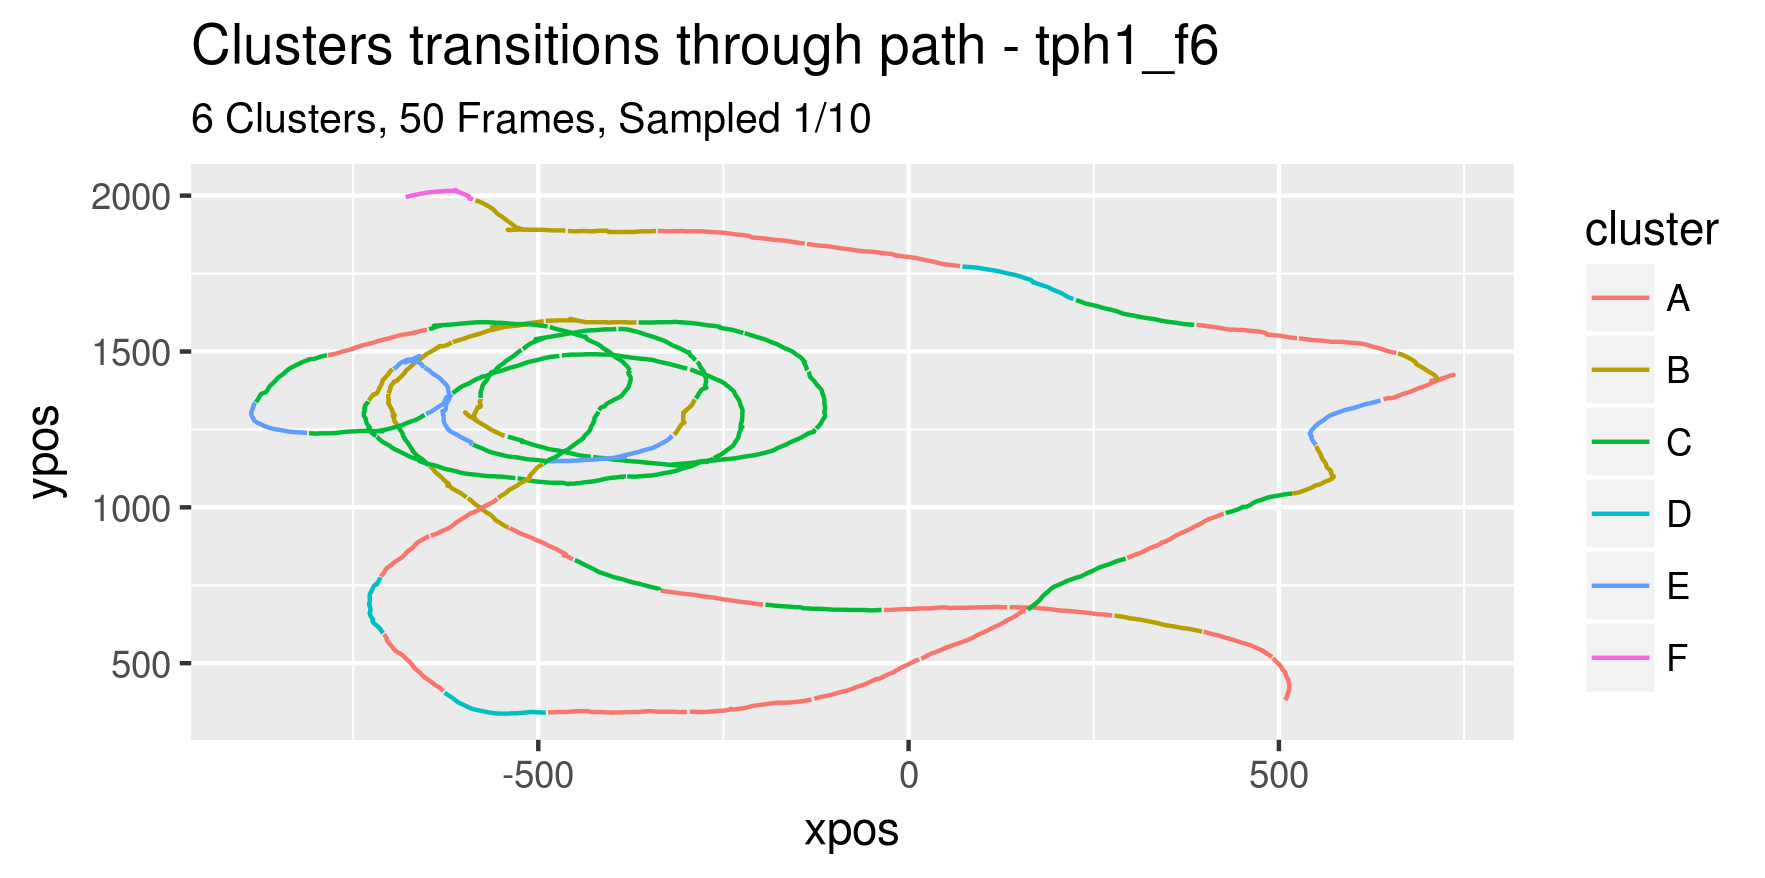 Clusters transitions through path - tph1_f6
6 Clusters, 50 Frames, Sampled 1/10
2000
1500
1000
500
ypos
-500
0
500
xpos
cluster
A
B
C
D
E
F